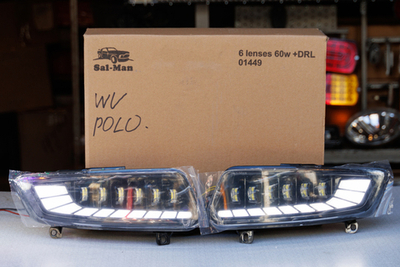 Sal-Man
6 lenses 60w +DRL
01449
WV
POLO.